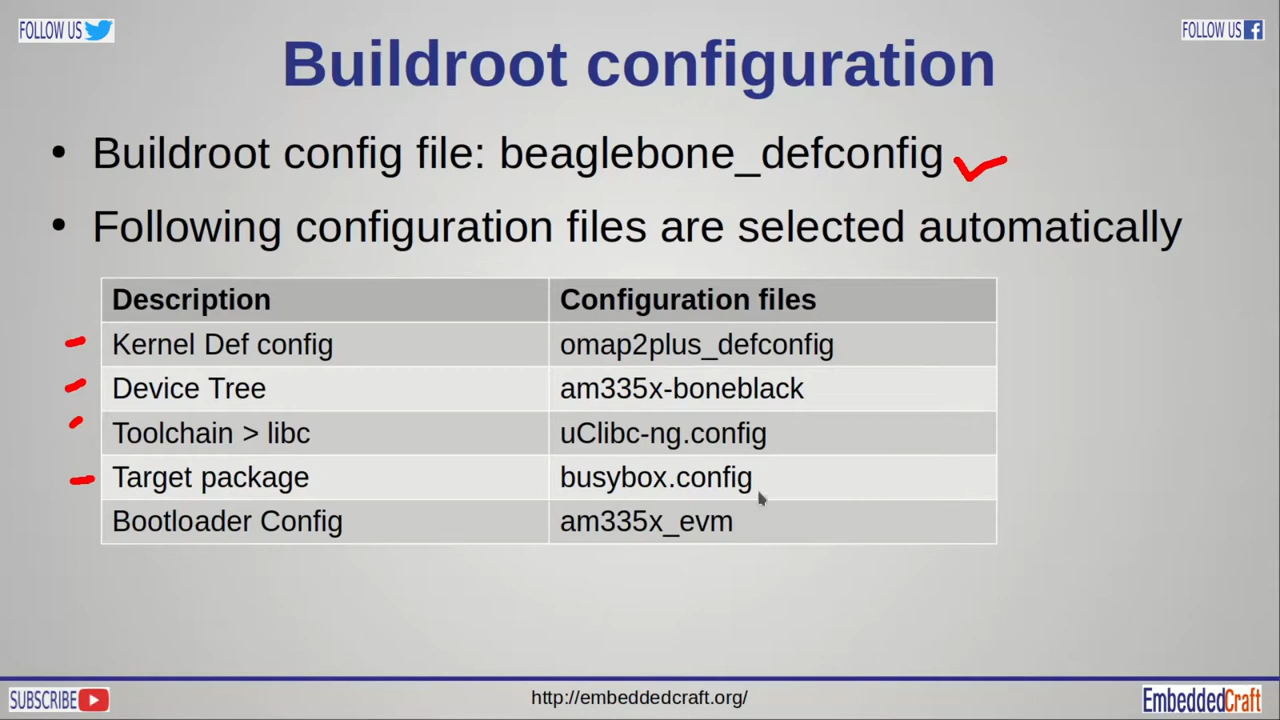 FOLLOW US
FOLLOW US
Buildroot configuration
• Buildroot config file: beaglebone_defconfig
• Following configuration files are selected automatically
Description Configuration files
Kernel Def config omap2plus_defconfig
Device Tree am335x-boneblack
Toolchain > libc uClibc-ng.config
Target package busybox.config
Bootloader Config am335x_evm
SUBSCRIBE
http://embeddedcraft.org/
EmbeddedCraft